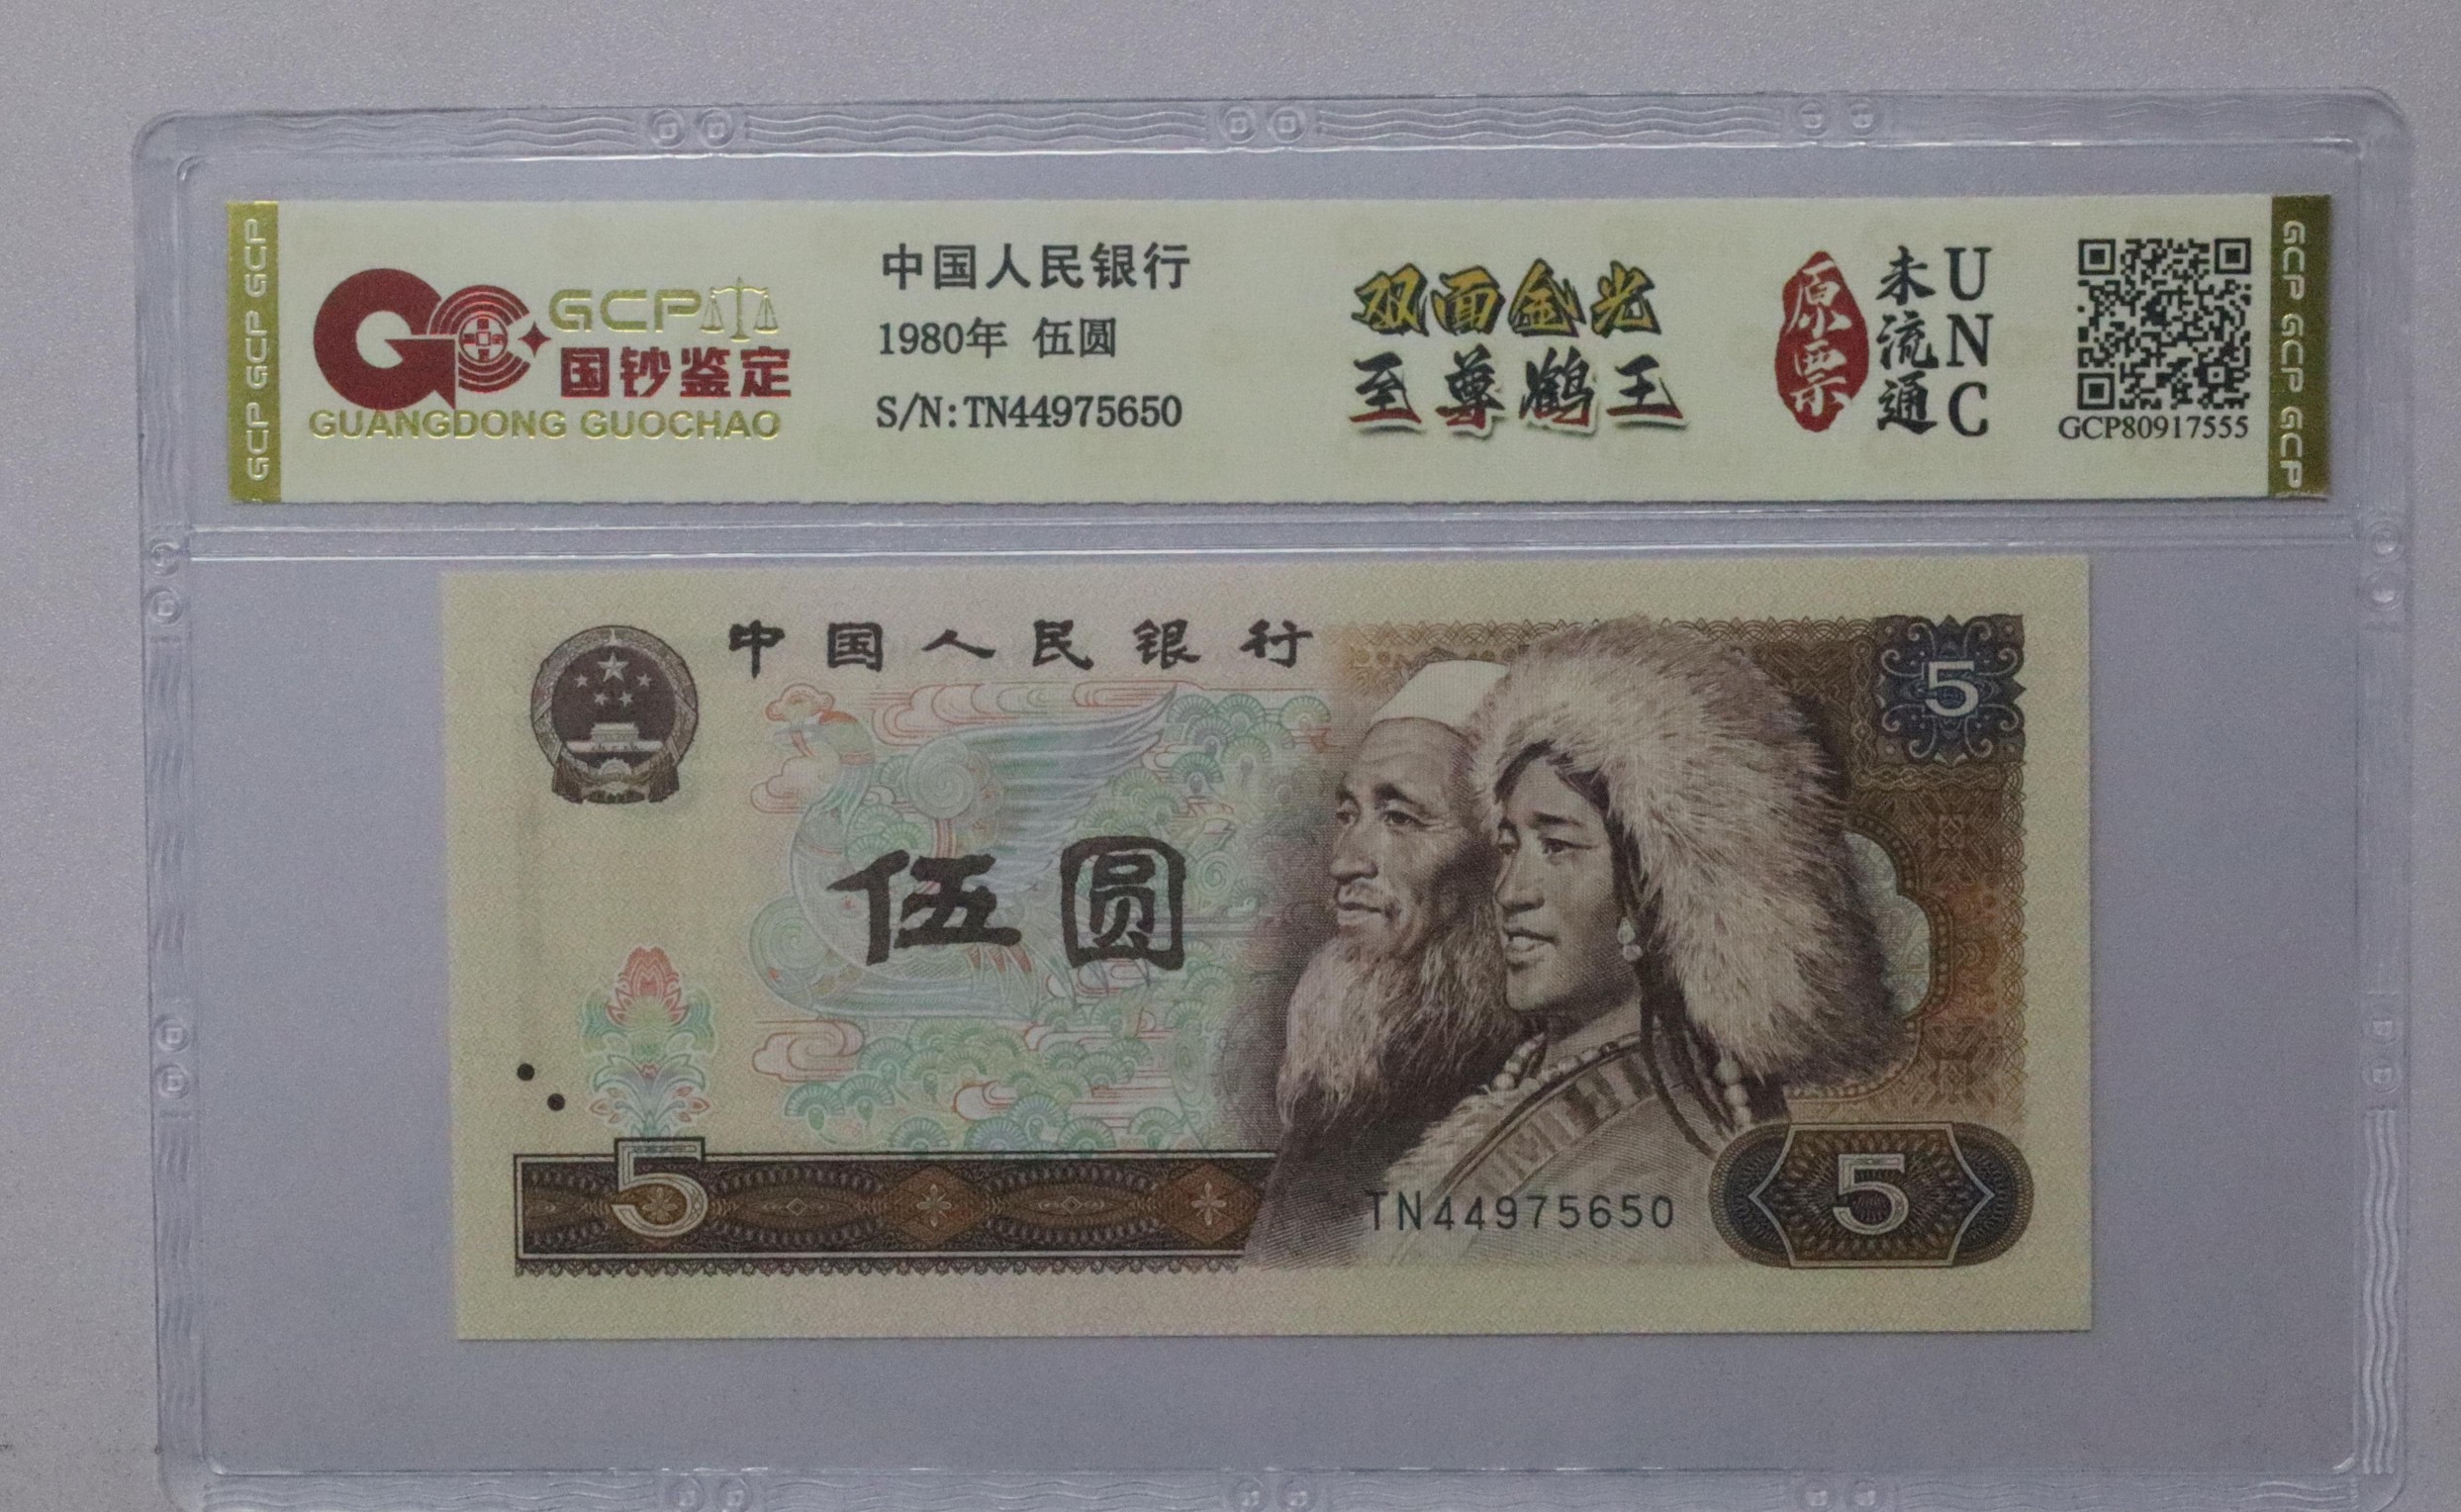 GCP GCP GCP
GCP
国钞鉴定
GUANGDONG GUOCHAO
中国人民银行
1980年 伍圆
S/N:TN44975650
双面金光
至尊鹤王
原票
未流通
UNC
GCP80917555
GCP GCP GCP
中国人民银行
5
伍圆
5
TN44975650
5